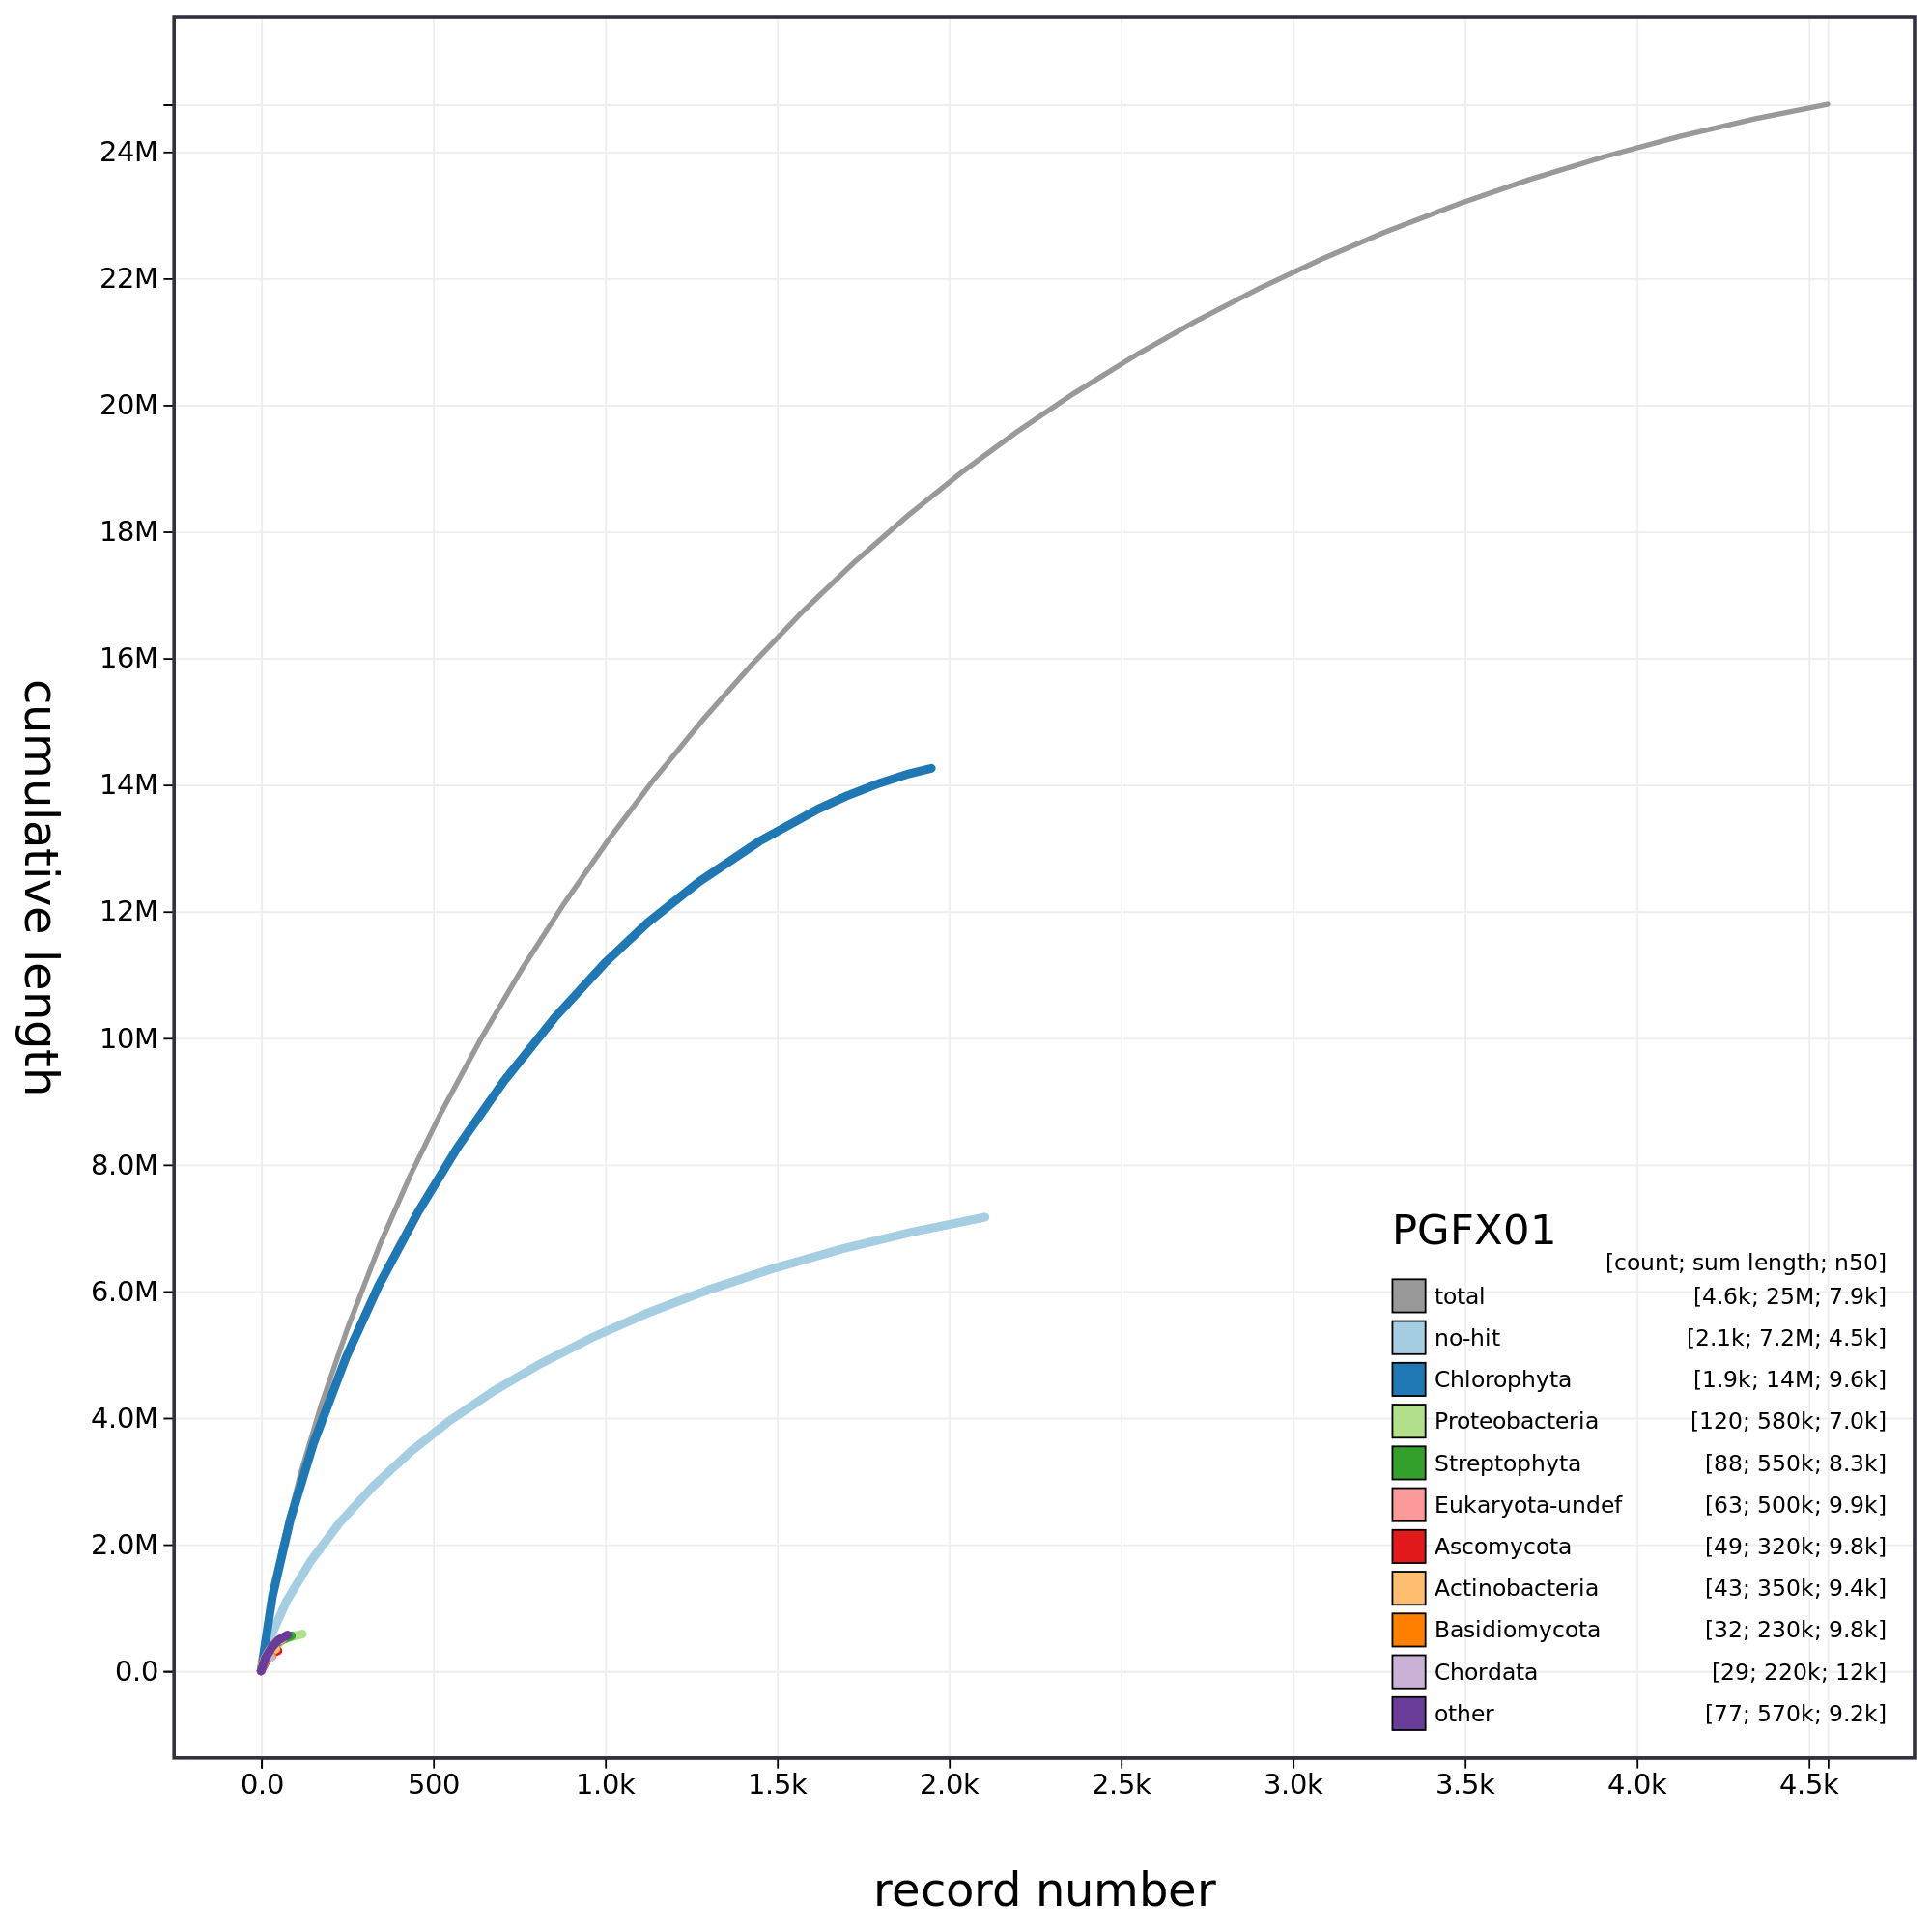 24M
22M
20M
18M
16M
14M
12M
10M
8.0M
6.0M
4.0M
2.0M
0.0
cumulative length
PGFX01
[count; sum length; n50]
total [4.6k; 25M; 7.9k]
no-hit [2.1k; 7.2M; 4.5k]
Chlorophyta [1.9k; 14M; 9.6k]
Proteobacteria [120; 580k; 7.0k]
Streptophyta [88; 550k; 8.3k]
Eukaryota-undef [63; 500k; 9.9k]
Ascomycota [49; 320k; 9.8k]
Actinobacteria [43; 350k; 9.4k]
Basidiomycota [32; 230k; 9.8k]
Chordata [29; 220k; 12k]
other [77; 570k; 9.2k]
0.0 500 1.0k 1.5k 2.0k 2.5k 3.0k 3.5k 4.0k 4.5k
record number